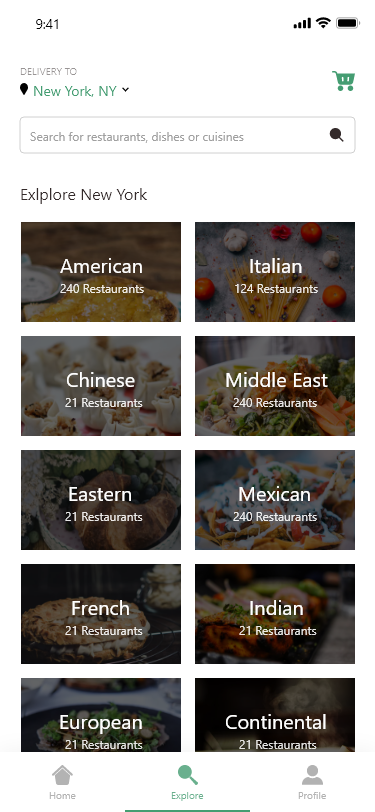 9:41
DELIVERY TO
New York, NY
Search for restaurants, dishes or cuisines
Exlplore New York
American
240 Restaurants
Italian
124 Restaurants
Chinese
21 Restaurants
Middle East
240 Restaurants
Eastern
21 Restaurants
Mexican
240 Restaurants
French
21 Restaurants
Indian
21 Restaurants
European
21 Restaurants
Continental
21 Restaurants
Home
Explore
Profile